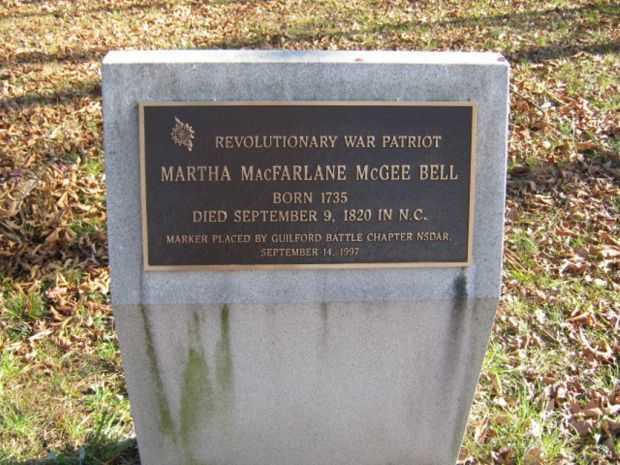 REVOLUTIONARY WAR PATRIOT
MARTHA MACFARLANE MCGEE BELL
BORN 1735
DIED SEPTEMBER 9, 1820 IN N.C.
MARKER PLACED BY GUILFORD BATTLE CHAPTER NSDAR,
SEPTEMBER 14, 1997